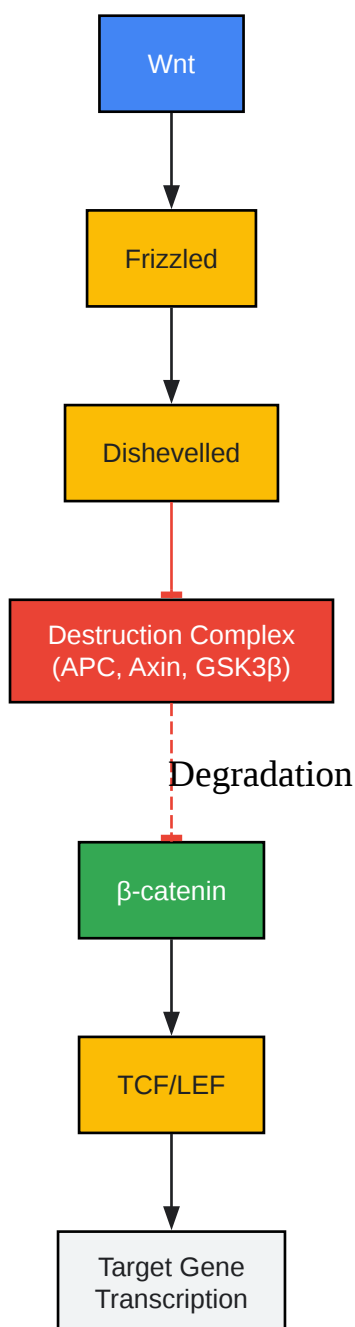 Wnt
Frizzled
Dishevelled
Destruction Complex
(APC, Axin, GSK3β)
Degradation
β-catenin
TCF/LEF
Target Gene
Transcription